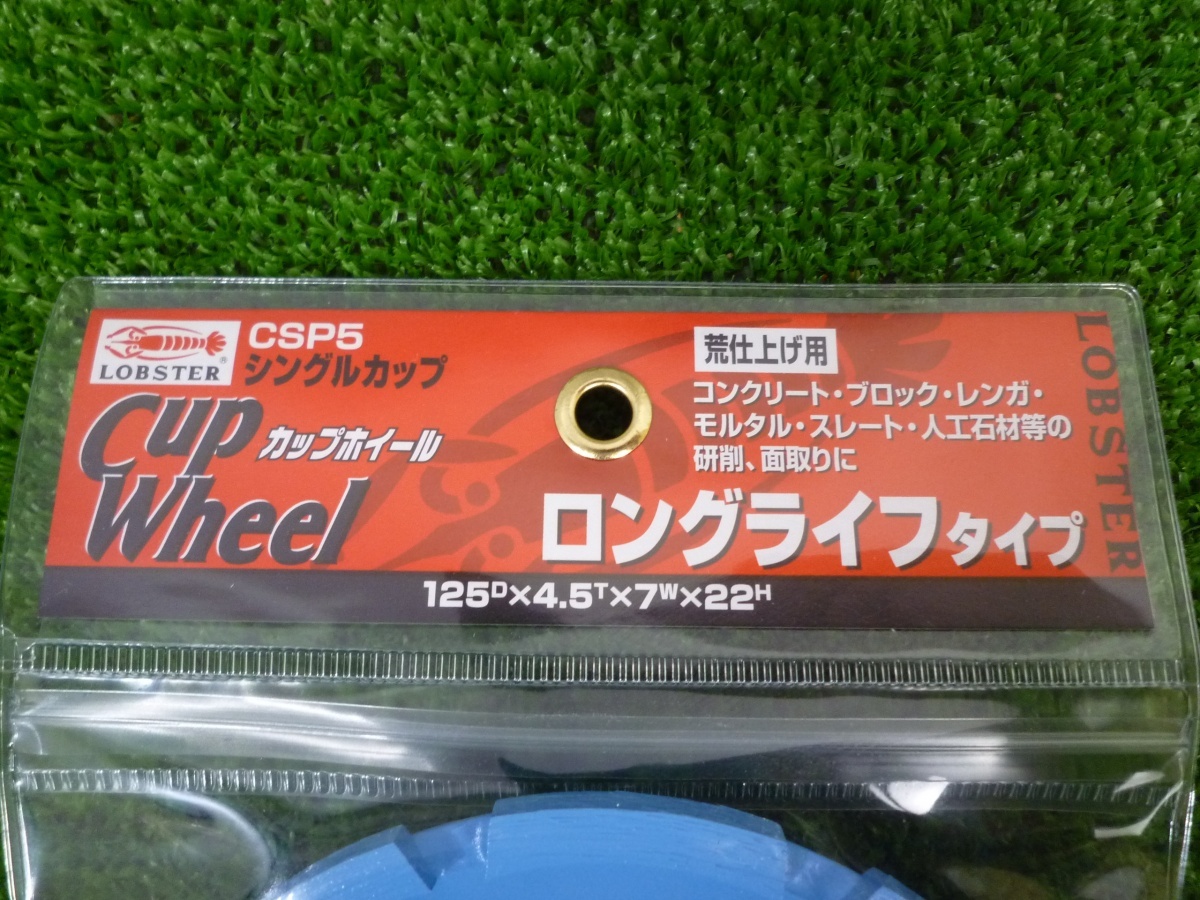 LOBSTER®
CSP5
シングルカップ
Cup
Wheel
カップホイール
荒仕上げ用
コンクリート・ブロック・レンガ・
モルタル・スレート・人工石材等の
研削、面取りに
ロングライフタイプ
125D×4.5T×7W×22H
LOBSTER